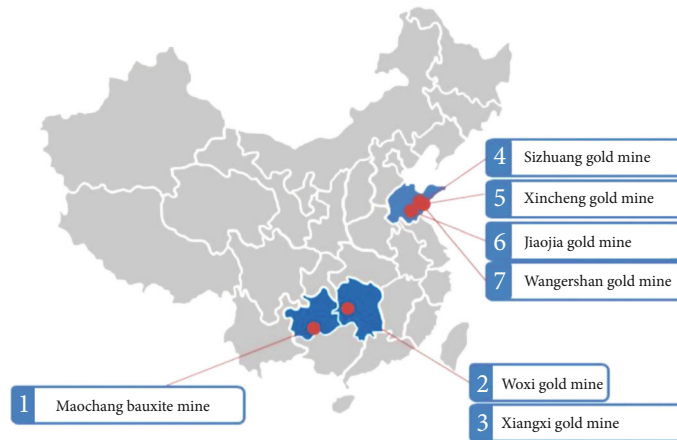 4 Sizhuang gold mine
5 Xincheng gold mine
6 Jiaojia gold mine
7 Wangershan gold mine
2 Woxi gold mine
1 Maochang bauxite mine
3 Xiangxi gold mine